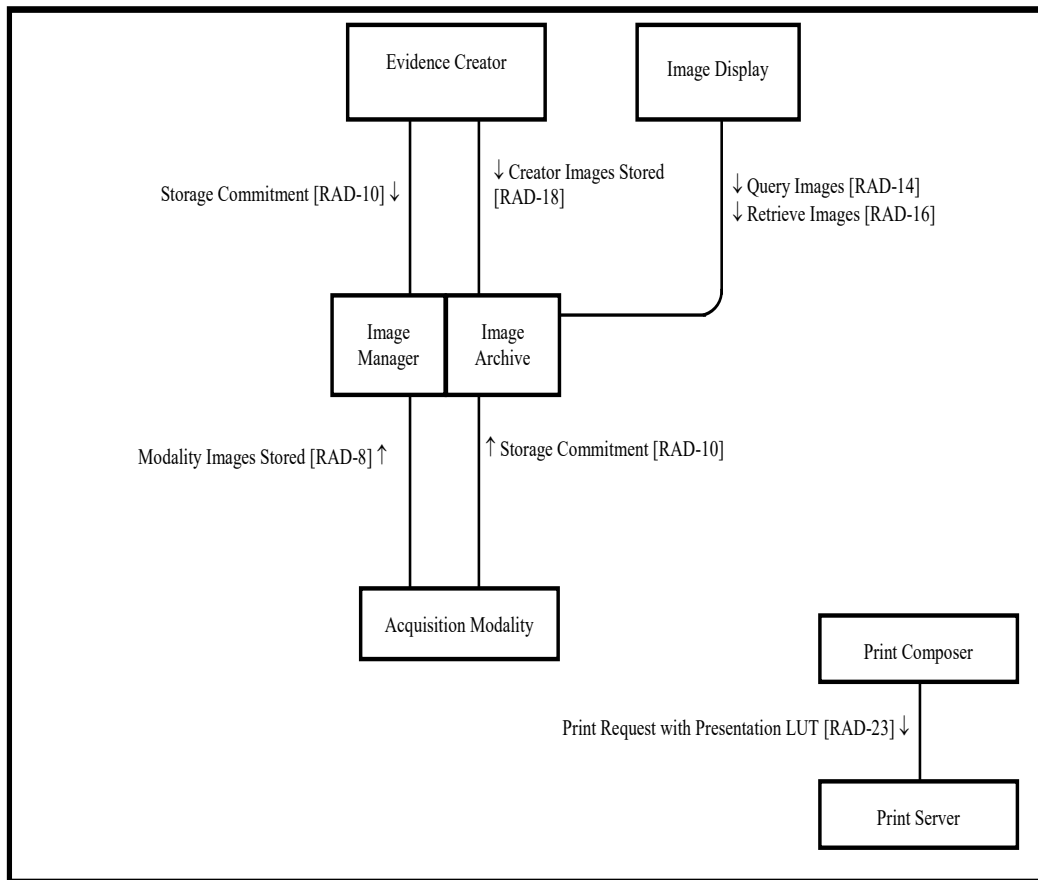 Evidence Creator
Image Display
Storage Commitment [RAD-10] ↓
↓ Creator Images Stored
[RAD-18]
↓ Query Images [RAD-14]
↓ Retrieve Images [RAD-16]
Image
Manager
Image
Archive
Modality Images Stored [RAD-8] ↑
↑ Storage Commitment [RAD-10]
Acquisition Modality
Print Composer
Print Request with Presentation LUT [RAD-23] ↓
Print Server